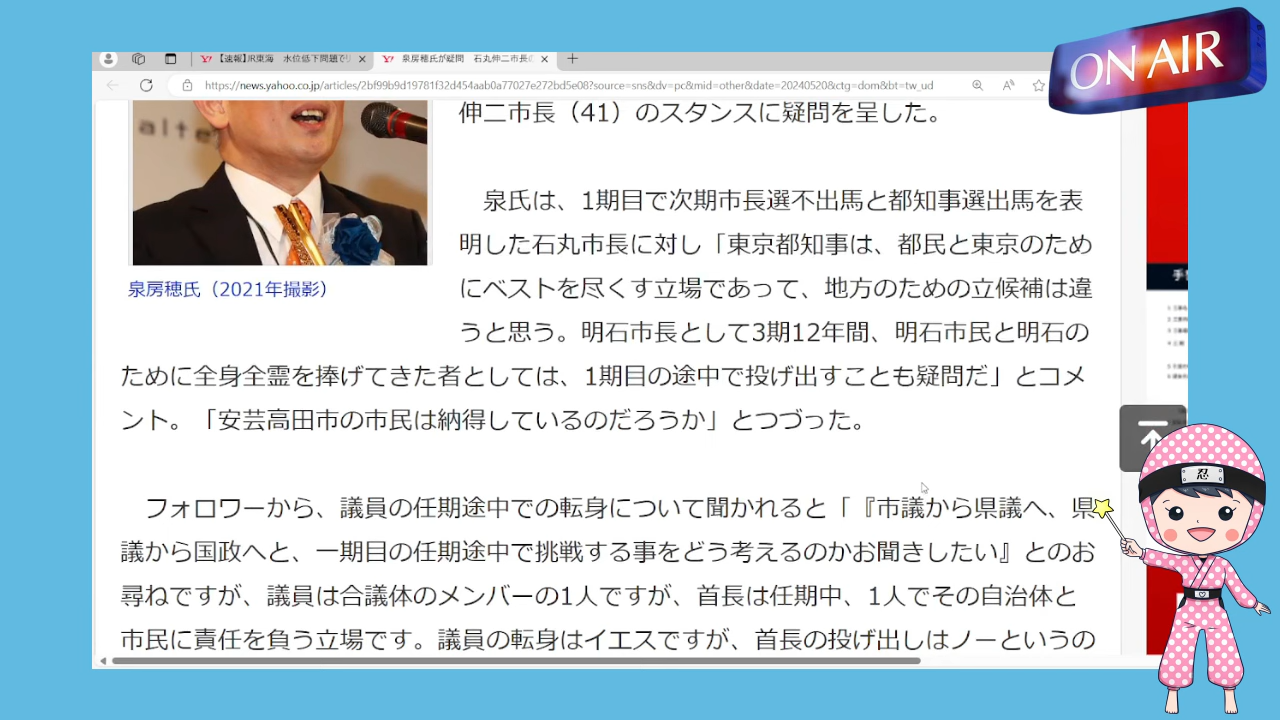 【速報】JR東海 水位低下問題でリ
泉房穂氏が疑問 石丸伸二市長の
https://news.yahoo.co.jp/articles/2bf99b9d19781f32d454aab0a77027e272bd5e08?source=sns&dv=pc&mid=other&date=20240520&ctg=dom&bt=tw_ud
ON AIR
alte
伸二市長（41）のスタンスに疑問を呈した。
泉氏は、1期目で次期市長選不出馬と都知事選出馬を表
明した石丸市長に対し「東京都知事は、都民と東京のため
にベストを尽くす立場であって、地方のための立候補は違
うと思う。明石市長として3期12年間、明石市民と明石の
泉房穂氏（2021年撮影）
ために全身全霊を捧げてきた者としては、1期目の途中で投げ出すことも疑問だ」とコメ
ント。「安芸高田市の市民は納得しているのだろうか」とつづった。
フォロワーから、議員の任期途中での転身について聞かれると「『市議から県議へ、県
議から国政へと、一期目の任期途中で挑戦する事をどう考えるのかお聞きしたい』とのお
尋ねですが、議員は合議体のメンバーの1人ですが、首長は任期中、1人でその自治体と
市民に責任を負う立場です。議員の転身はイエスですが、首長の投げ出しはノーというの
忍